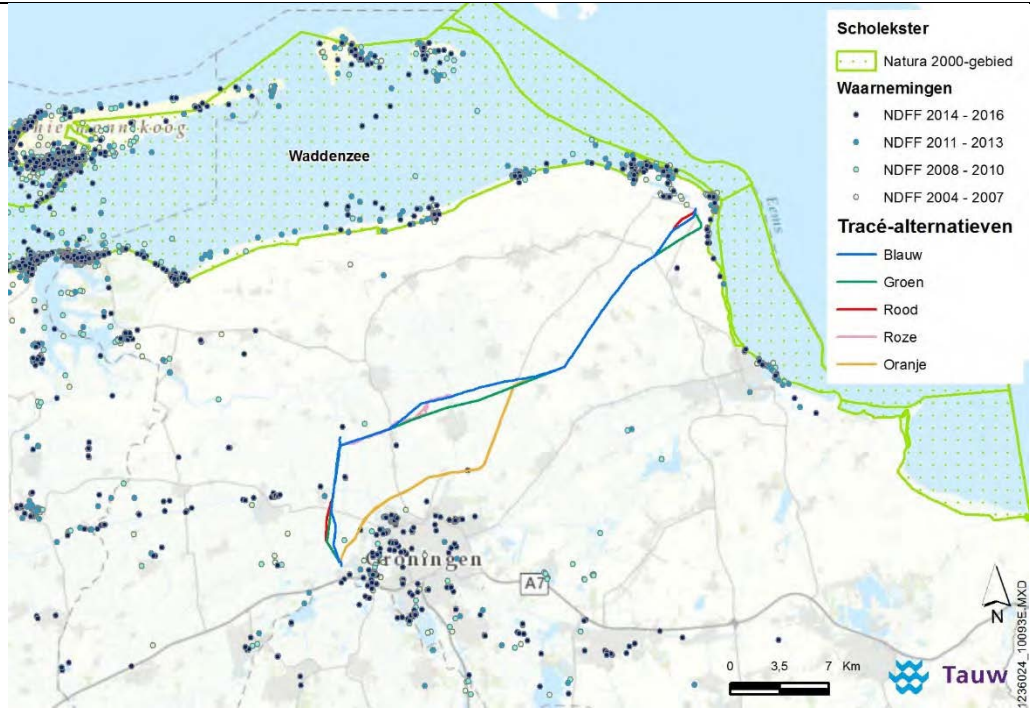 Scholekster
Natura 2000-gebied
Waarnemingen
NDFF 2014 - 2016
NDFF 2011 - 2013
NDFF 2008 - 2010
NDFF 2004 - 2007
Tracé-alternatieven
Blauw
Groen
Rood
Roze
Oranje
Waddenzee
Eems
Groningen
A7
N
0 3,5 7 Km
Tauw
1236024_100093E.MXD